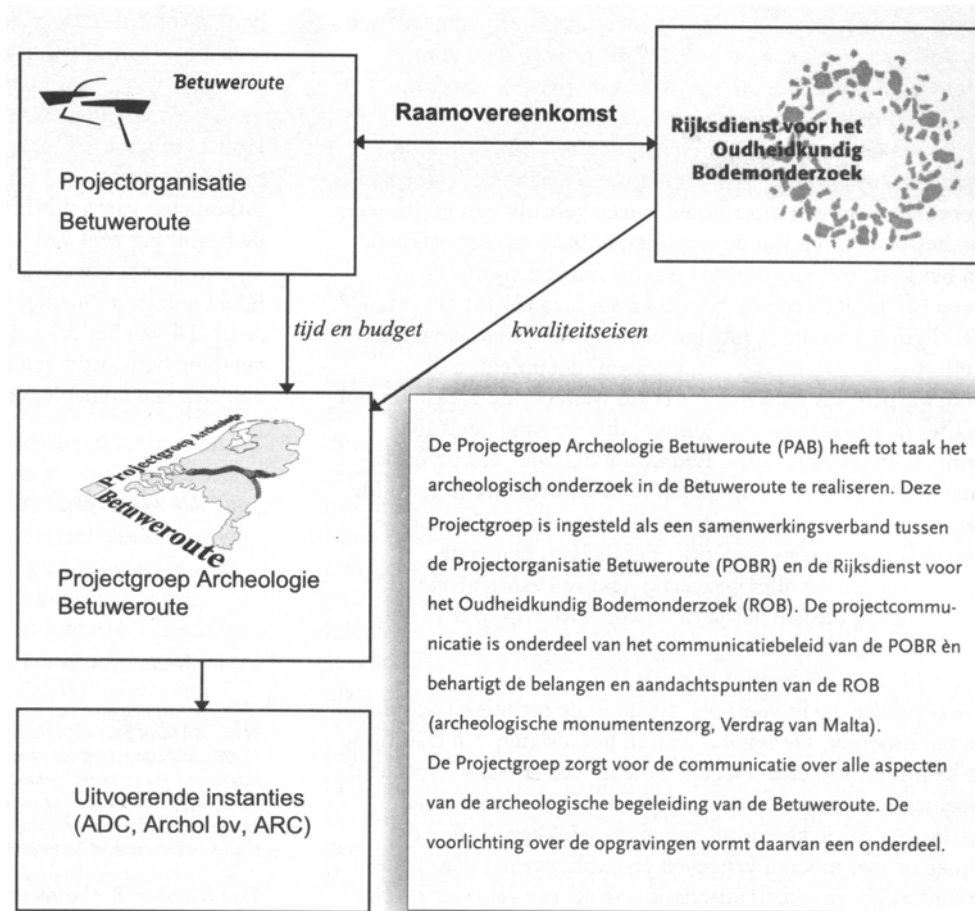 Betuweroute
Projectorganisatie
Betuweroute
Raamovereenkomst
Rijksdienst voor het
Oudheidkundig
Bodemonderzoek
tijd en budget
kwaliteitseisen
Projectgroep Archeologie
Betuweroute
Projectgroep Archeologie
Betuweroute
Uitvoerende instanties
(ADC, Archol bv, ARC)
De Projectgroep Archeologie Betuweroute (PAB) heeft tot taak het
archeologisch onderzoek in de Betuweroute te realiseren. Deze
Projectgroep is ingesteld als een samenwerkingsverband tussen
de Projectorganisatie Betuweroute (POBR) en de Rijksdienst voor
het Oudheidkundig Bodemonderzoek (ROB). De projectcommu-
nicatie is onderdeel van het communicatiebeleid van de POBR èn
behartigt de belangen en aandachtspunten van de ROB
(archeologische monumentenzorg, Verdrag van Malta).
De Projectgroep zorgt voor de communicatie over alle aspecten
van de archeologische begeleiding van de Betuweroute. De
voorlichting over de opgravingen vormt daarvan een onderdeel.